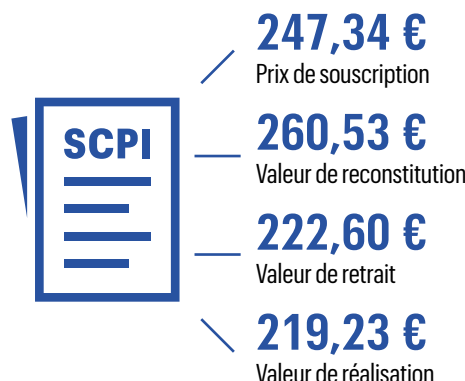 247,34 €
Prix de souscription
SCPI
260,53 €
Valeur de reconstitution
222,60 €
Valeur de retrait
219,23 €
Valeur de réalisation